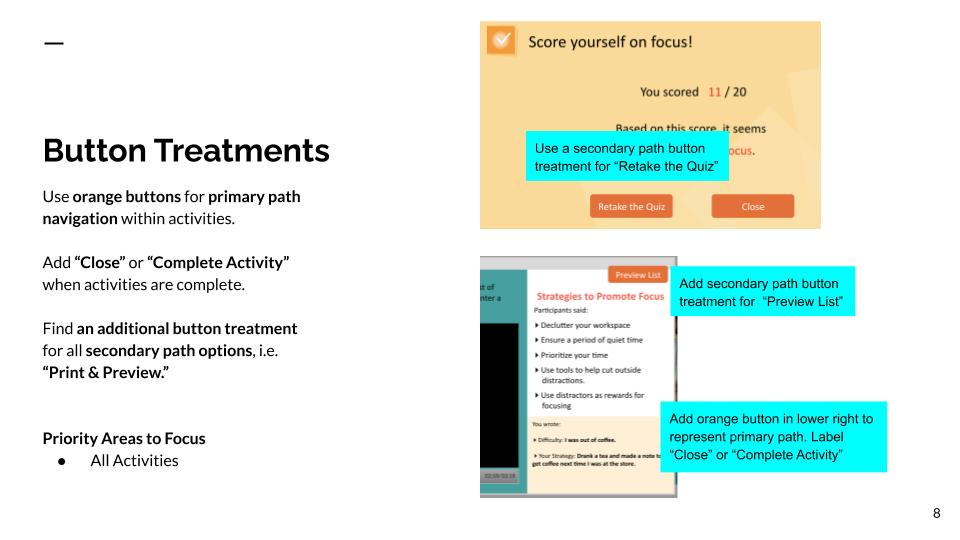 Button Treatments
Use orange buttons for primary path
navigation within activities.
Add “Close” or “Complete Activity”
when activities are complete.
Find an additional button treatment
for all secondary path options, i.e.
“Print & Preview.”
Priority Areas to Focus
● All Activities
Score yourself on focus!
You scored 11 / 20
Based on this score, it seems
ocus.
Use a secondary path button
treatment for “Retake the Quiz”
Retake the Quiz
Close
Preview List
st of
nter a
Strategies to Promote Focus
Participants said:
Declutter your workspace
Ensure a period of quiet time
Prioritize your time
Use tools to help cut outside
distractions.
Use distractors as rewards for
focusing
You wrote:
Difficulty: I was out of coffee.
Your Strategy: Drank a tea and made a note to
get coffee next time I was at the store.
Add secondary path button
treatment for “Preview List”
Add orange button in lower right to
represent primary path. Label
“Close” or “Complete Activity”
8